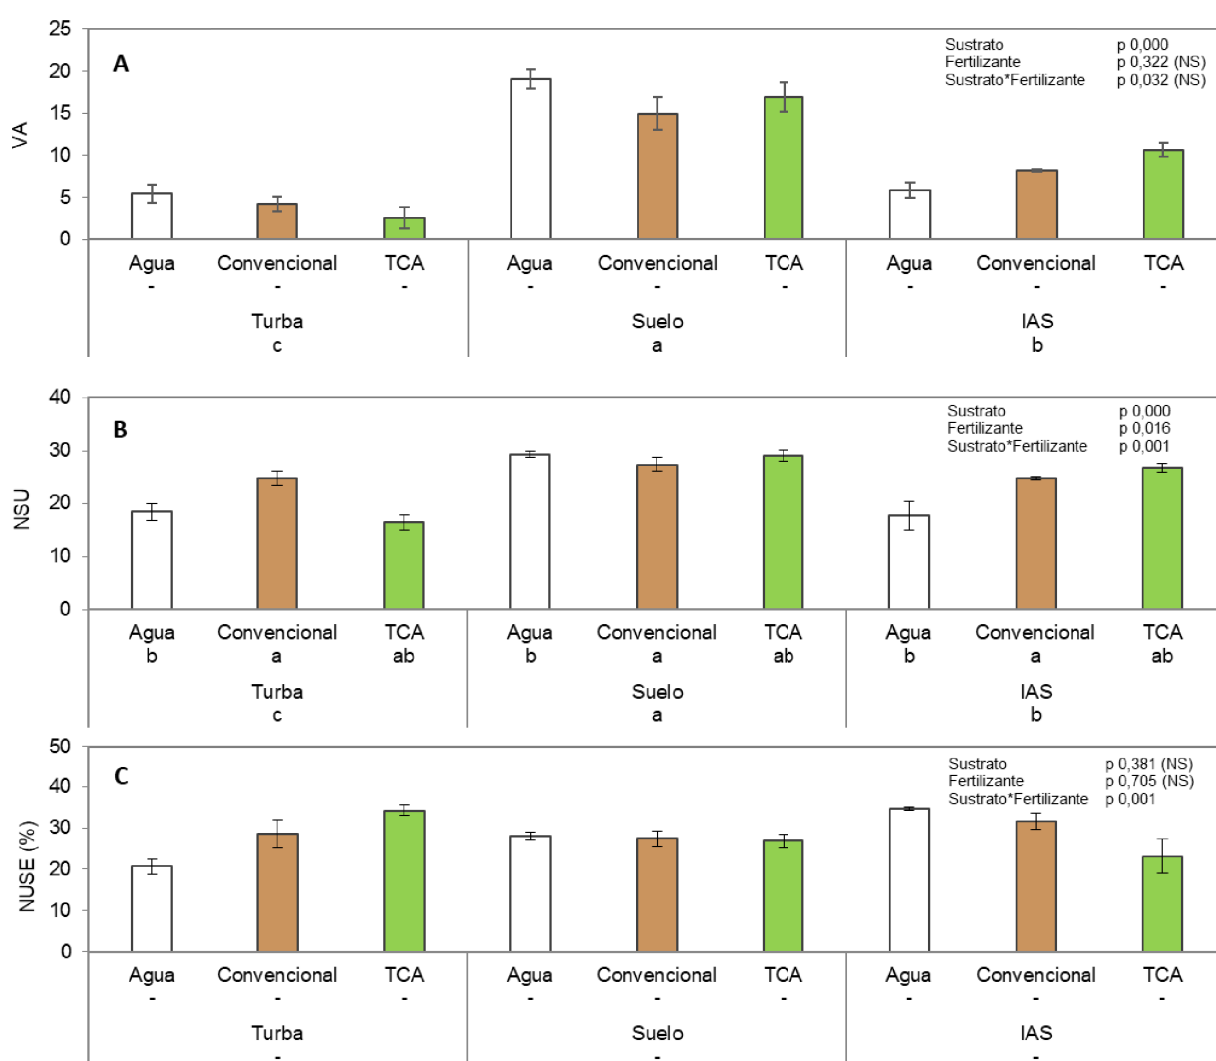 25
20
15
10
5
0
VA
A
Sustrato p 0,000
Fertilizante p 0,322 (NS)
Sustrato*Fertilizante p 0,032 (NS)
Agua Convencional TCA Agua Convencional TCA Agua Convencional TCA
- - - - - - - - -
Turba Suelo IAS
c a b
40
30
20
10
0
NSU
B
Sustrato p 0,000
Fertilizante p 0,016
Sustrato*Fertilizante p 0,001
Agua Convencional TCA Agua Convencional TCA Agua Convencional TCA
b a ab b a ab b a ab
Turba Suelo IAS
c a b
50
40
30
20
10
0
NUSE (%)
C
Sustrato p 0,381 (NS)
Fertilizante p 0,705 (NS)
Sustrato*Fertilizante p 0,001
Agua Convencional TCA Agua Convencional TCA Agua Convencional TCA
- - - - - - - - -
Turba Suelo IAS
- - -